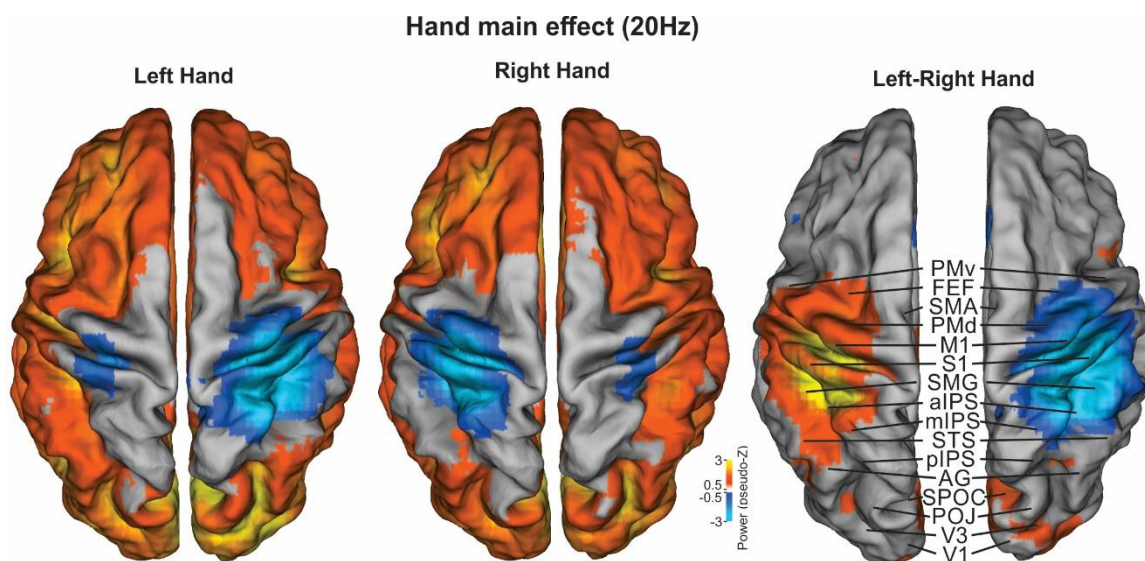 Hand main effect (20Hz)
Left Hand
Right Hand
Left-Right Hand
PMv
FEF
SMA
PMd
M1
S1
SMG
aIPS
mIPS
STS
pIPS
AG
SPOC
POJ
V3
V1
3
0.5
-0.5
-3
Power (pseudo-Z)